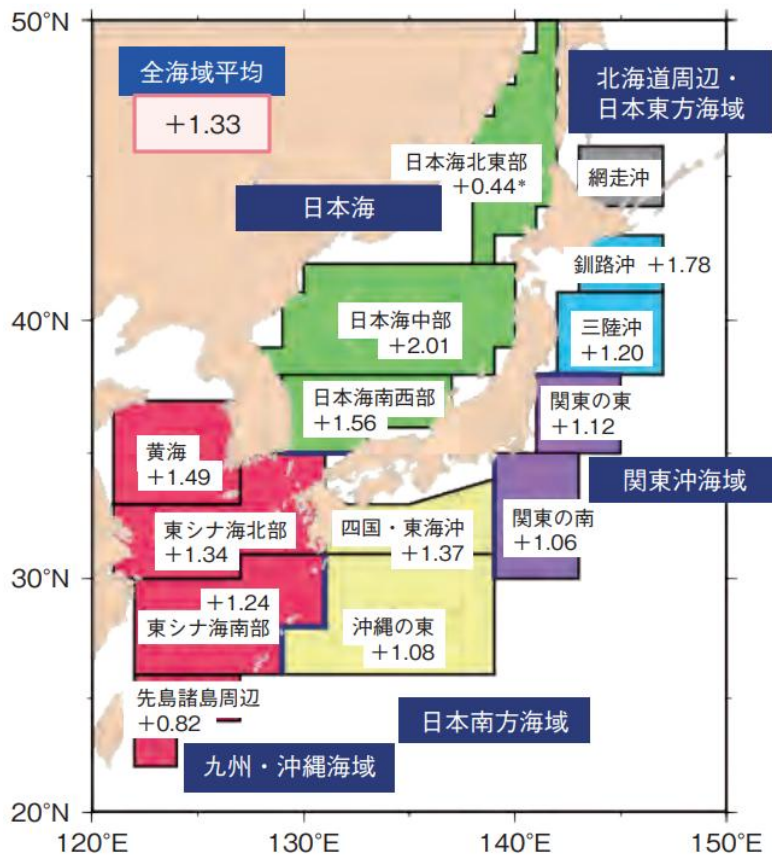 50°N
全海域平均
+1.33
北海道周辺・
日本東方海域
日本海北東部
+0.44*
網走沖
日本海
釧路沖 +1.78
40°N
日本海中部
+2.01
三陸沖
+1.20
日本海南西部
+1.56
関東の東
+1.12
黄海
+1.49
関東沖海域
東シナ海北部
+1.34
四国・東海沖
+1.37
関東の南
+1.06
30°N
+1.24
東シナ海南部
沖縄の東
+1.08
先島諸島周辺
+0.82
日本南方海域
九州・沖縄海域
20°N
120°E
130°E
140°E
150°E